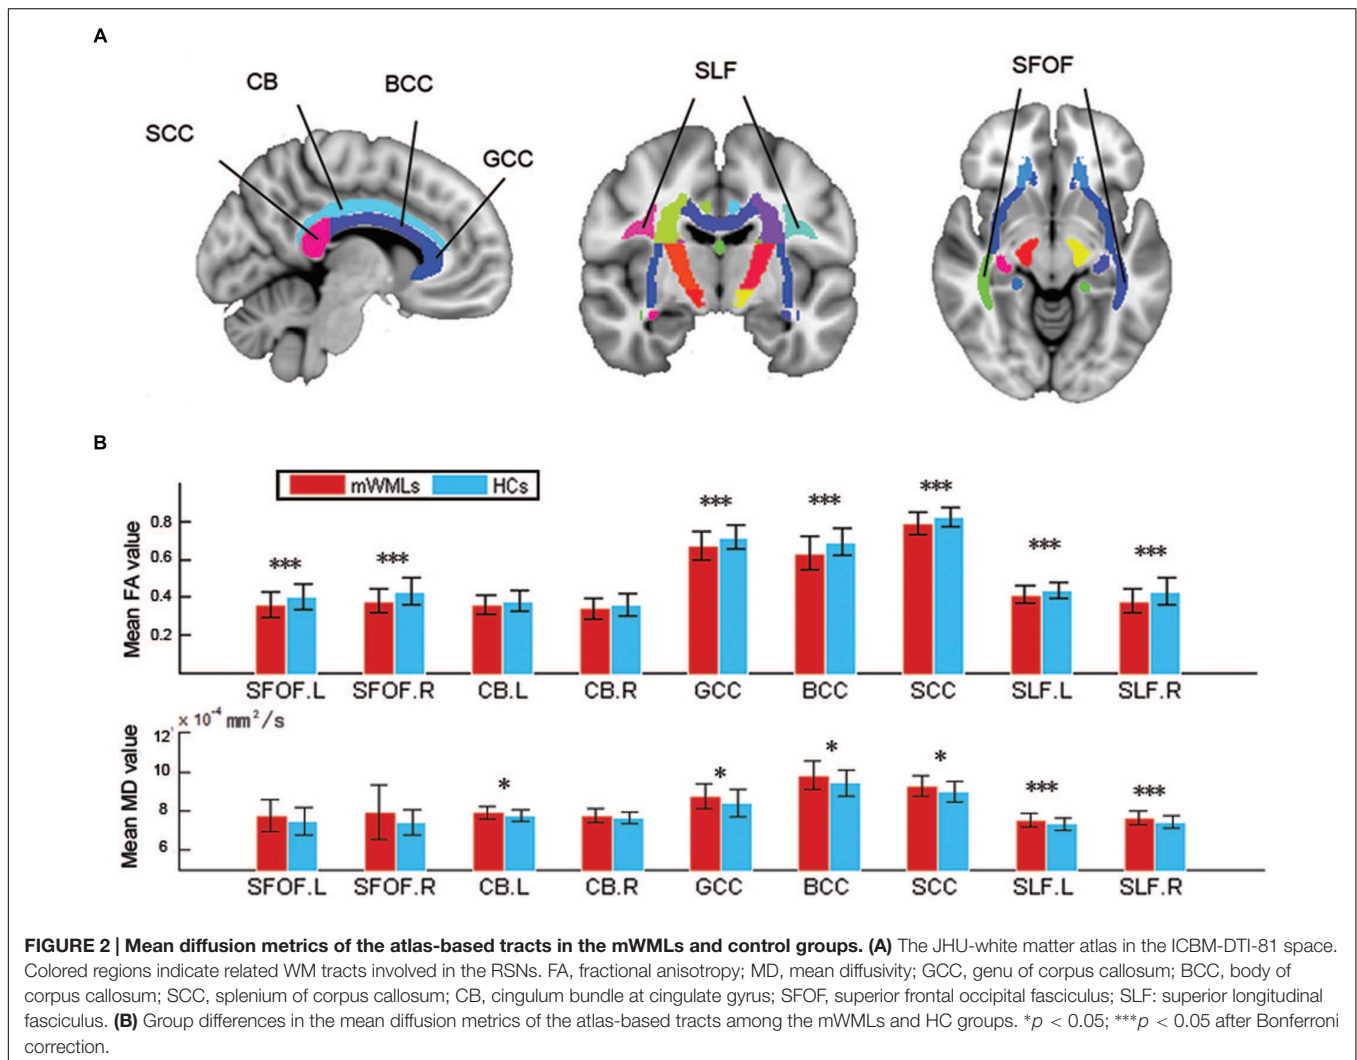 A
CB
BCC
SCC
GCC
SLF
SFOF
B
mWMLs HCs
Mean FA value
0.8
0.6
0.4
0.2
*** *** *** *** *** *** ***
SFOF.L SFOF.R CB.L CB.R GCC BCC SCC SLF.L SLF.R
× 10⁻⁴ mm²/s
Mean MD value
12
10
8
6
* * * * *** ***
SFOF.L SFOF.R CB.L CB.R GCC BCC SCC SLF.L SLF.R
FIGURE 2 | Mean diffusion metrics of the atlas-based tracts in the mWMLs and control groups. (A) The JHU-white matter atlas in the ICBM-DTI-81 space.
Colored regions indicate related WM tracts involved in the RSNs. FA, fractional anisotropy; MD, mean diffusivity; GCC, genu of corpus callosum; BCC, body of
corpus callosum; SCC, splenium of corpus callosum; CB, cingulum bundle at cingulate gyrus; SFOF, superior frontal occipital fasciculus; SLF: superior longitudinal
fasciculus. (B) Group differences in the mean diffusion metrics of the atlas-based tracts among the mWMLs and HC groups. *p < 0.05; ***p < 0.05 after Bonferroni
correction.